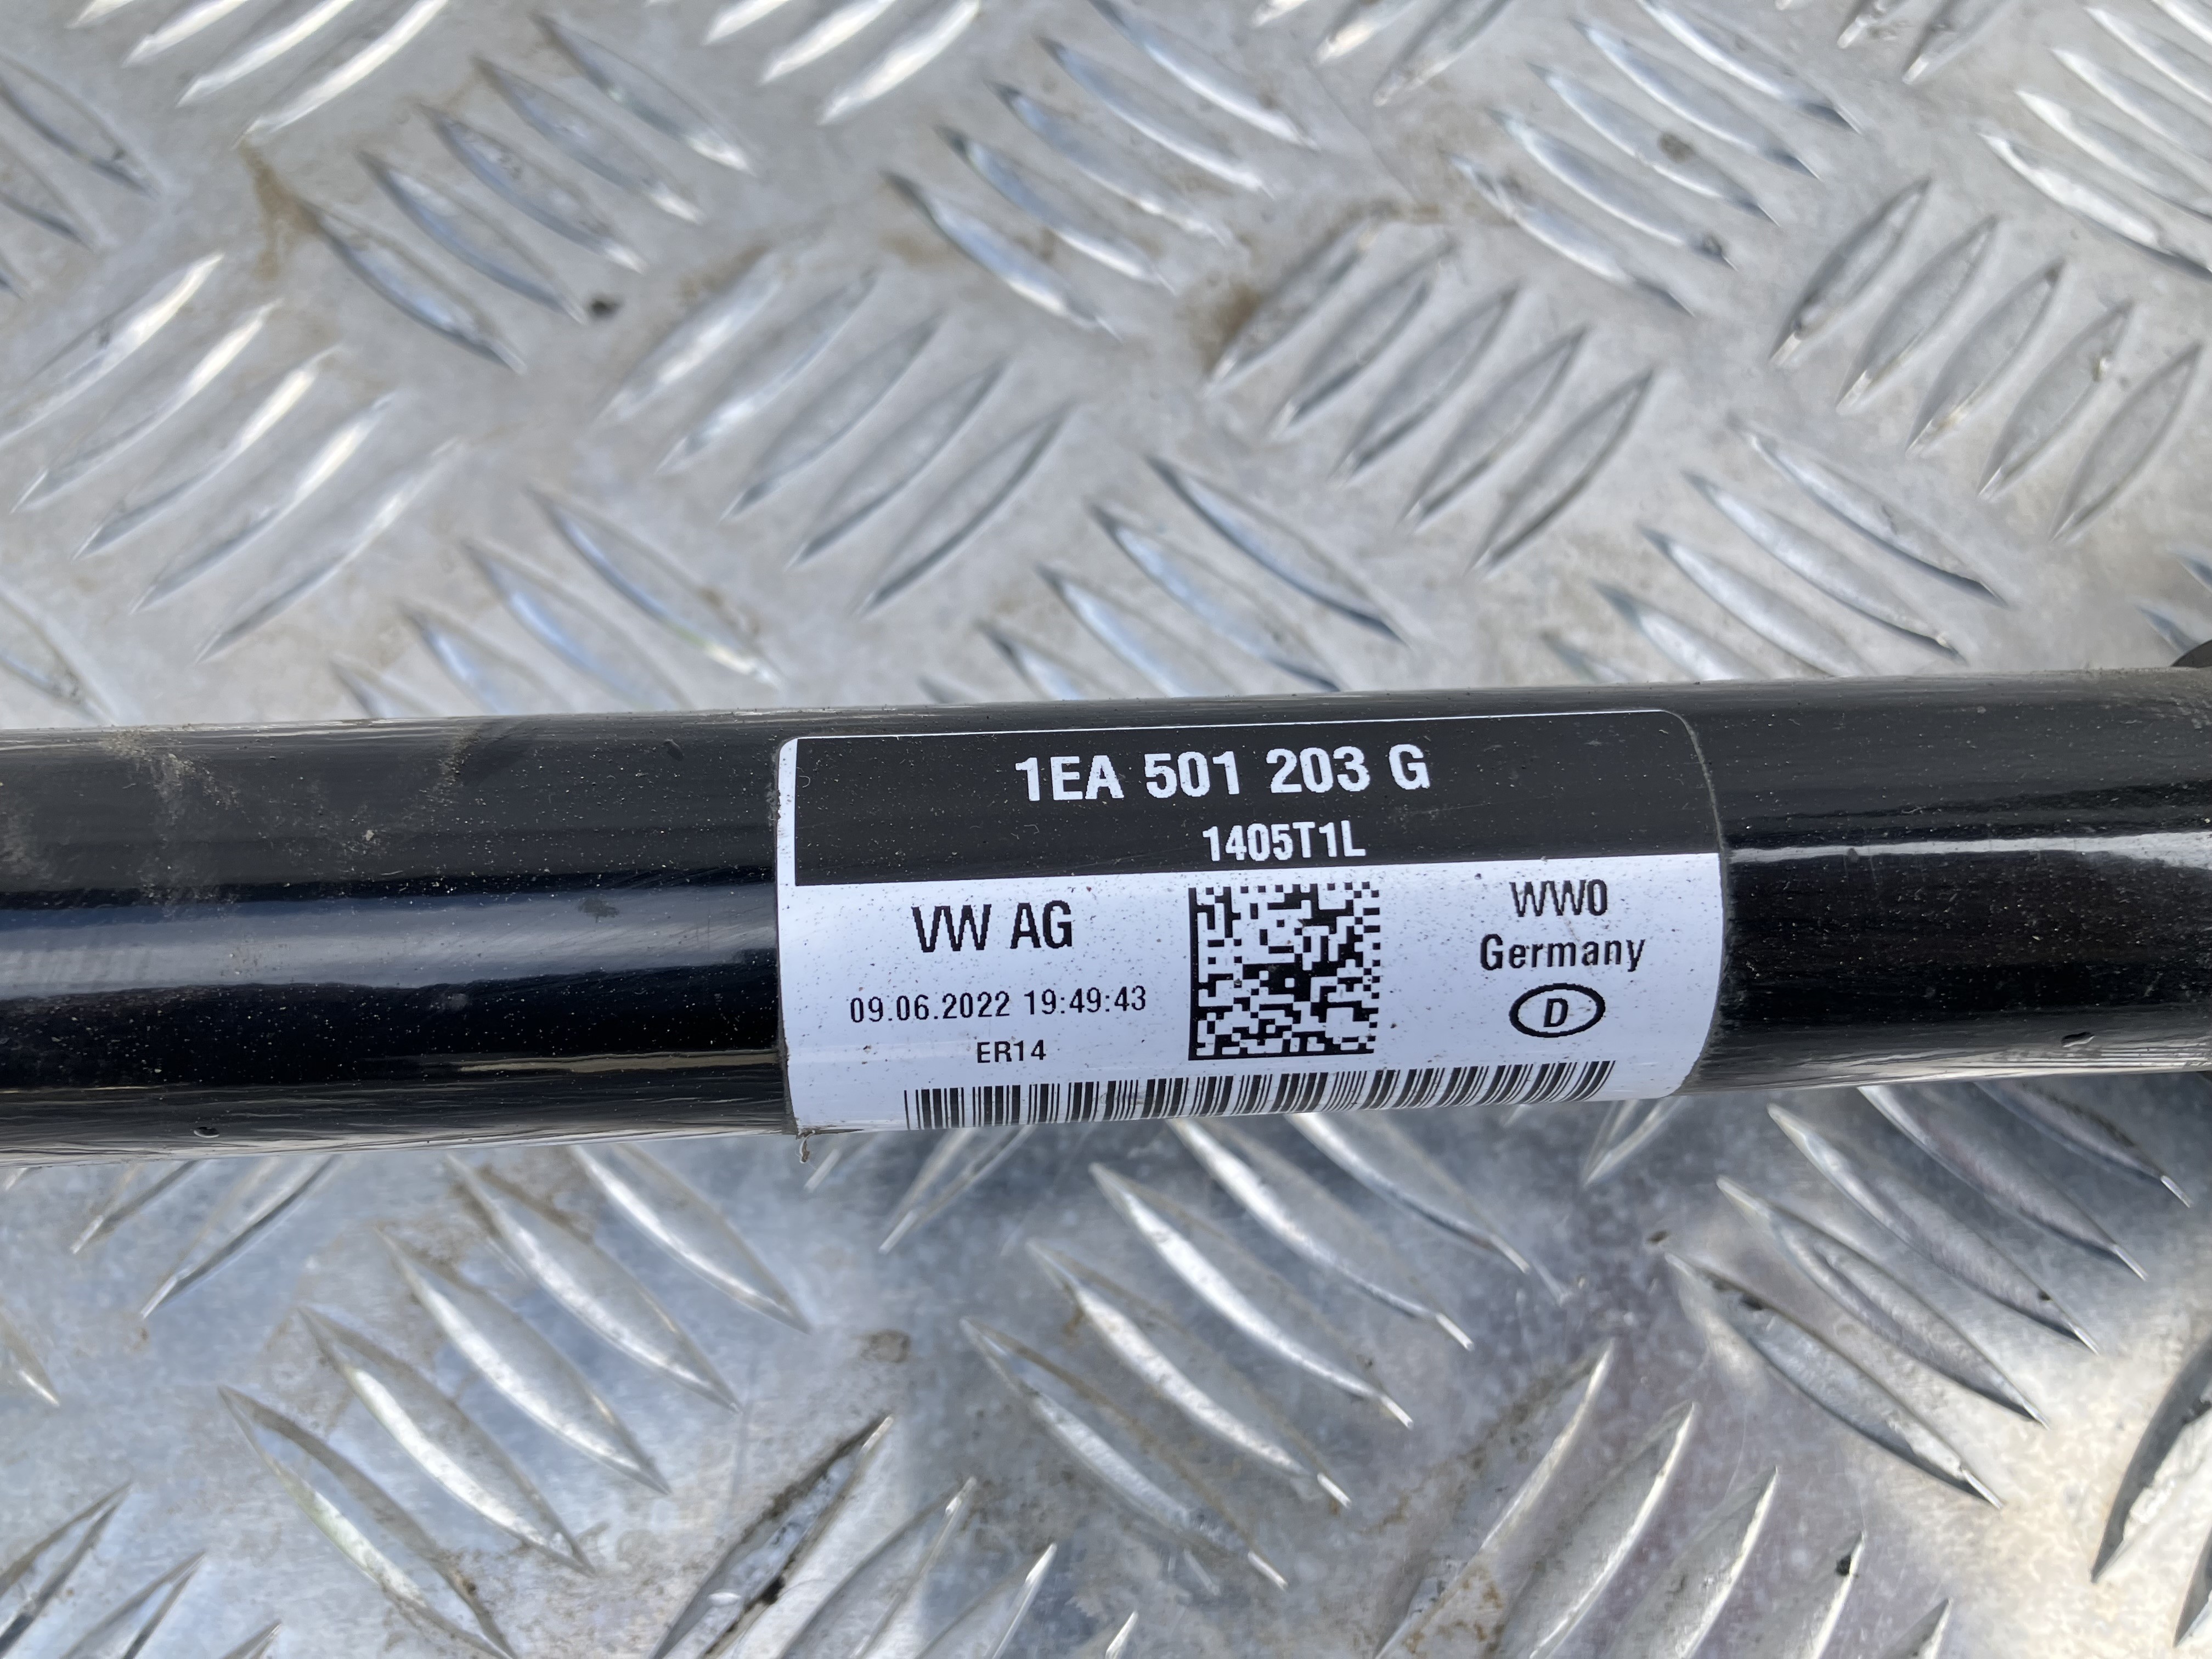 1EA 501 203 G
1405T1L
VW AG
09.06.2022 19:49:43
ER14
WW0
Germany
D